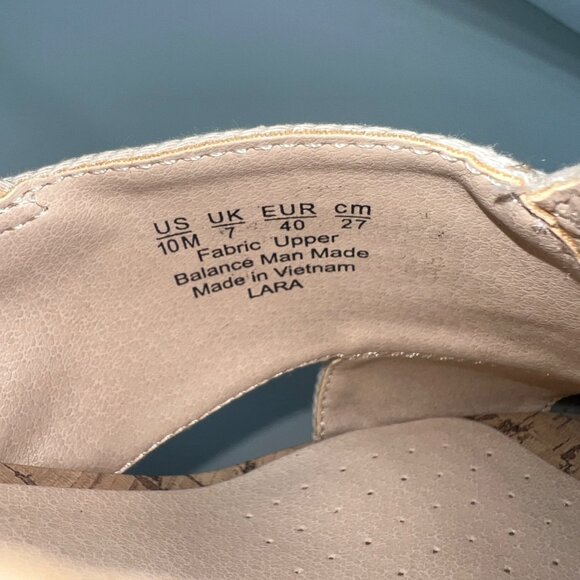 US UK EUR cm
10M 7 40 27
Fabric Upper
Balance Man Made
Made in Vietnam
LARA